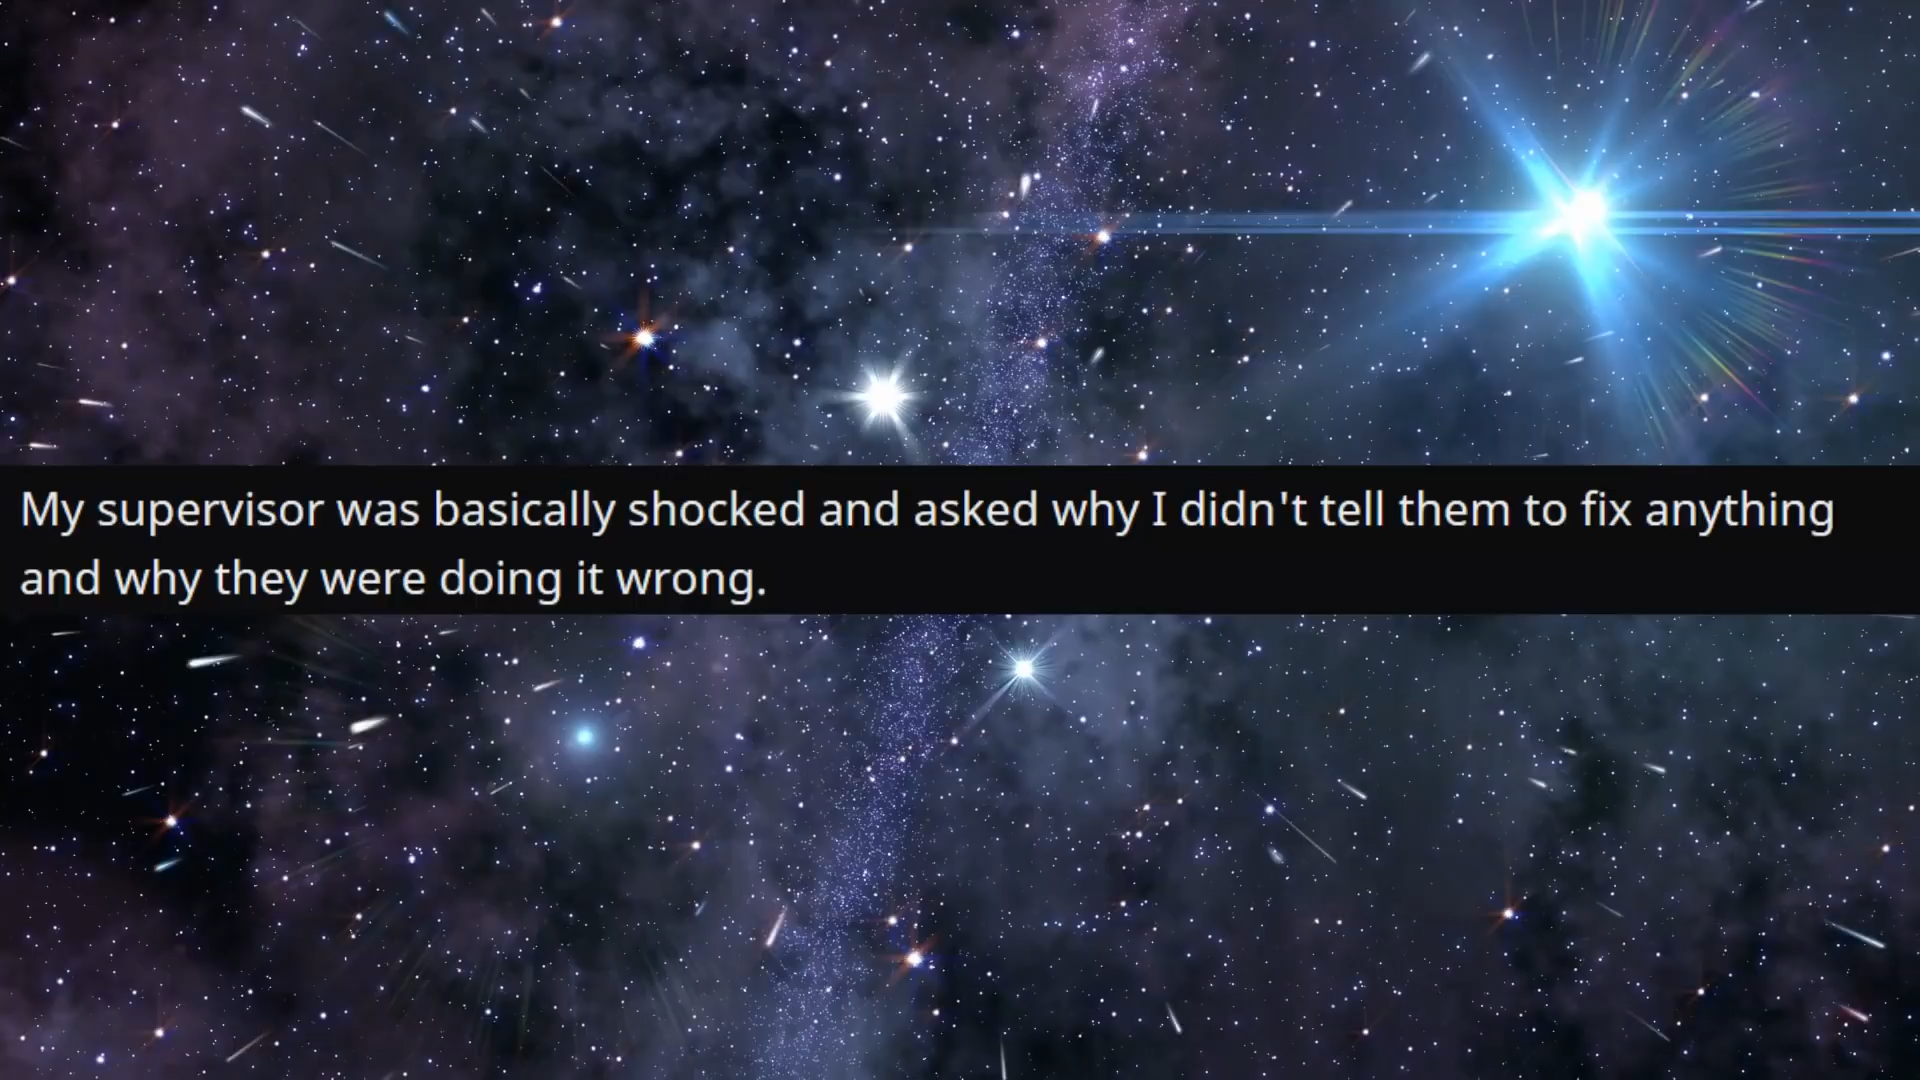 My supervisor was basically shocked and asked why I didn't tell them to fix anything
and why they were doing it wrong.